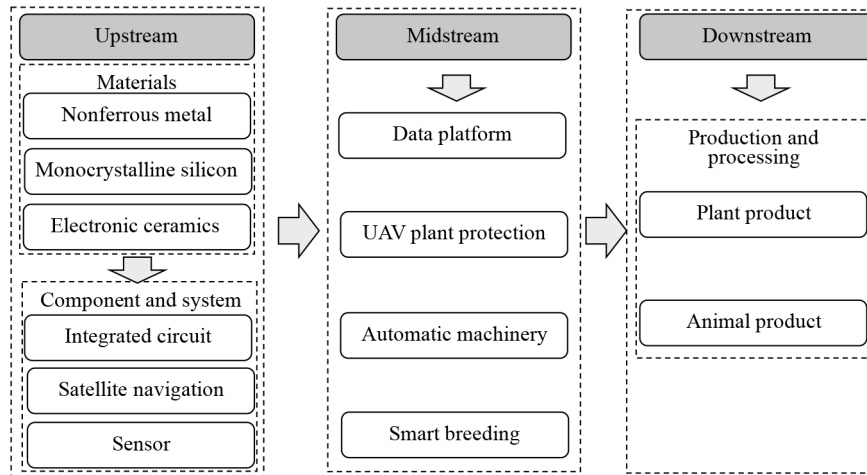 Upstream
Materials
Nonferrous metal
Monocrystalline silicon
Electronic ceramics
Component and system
Integrated circuit
Satellite navigation
Sensor
Midstream
Data platform
UAV plant protection
Automatic machinery
Smart breeding
Downstream
Production and
processing
Plant product
Animal product